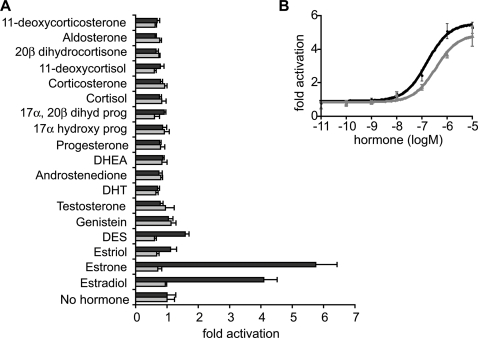 A
11-deoxycorticosterone
Aldosterone
20β dihydrocortisone
11-deoxycortisol
Corticosterone
Cortisol
17α, 20β dihyd prog
17α hydroxy prog
Progesterone
DHEA
Androstenedione
DHT
Testosterone
Genistein
DES
Estriol
Estrone
Estradiol
No hormone
0 1 2 3 4 5 6 7
fold activation
B
fold activation
6
4
2
0
-11 -10 -9 -8 -7 -6 -5
hormone (logM)